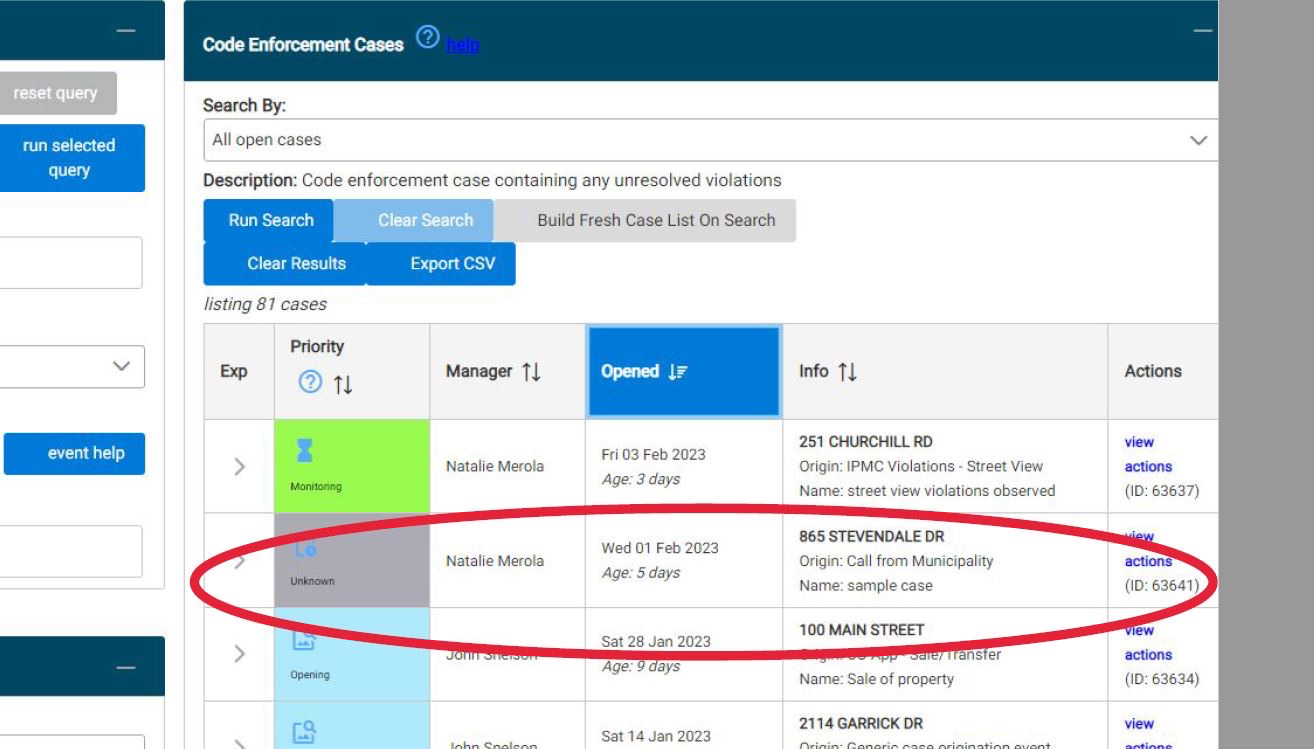 reset query
run selected
query
event help
Code Enforcement Cases help
Search By:
All open cases
Description: Code enforcement case containing any unresolved violations
Run Search Clear Search Build Fresh Case List On Search
Clear Results Export CSV
listing 81 cases
Exp Priority Manager Opened Info Actions
Monitoring
Natalie Merola
Fri 03 Feb 2023
Age: 3 days
251 CHURCHILL RD
Origin: IPMC Violations - Street View
Name: street view violations observed
view
actions
(ID: 63637)
Unknown
Natalie Merola
Wed 01 Feb 2023
Age: 5 days
865 STEVENDALE DR
Origin: Call from Municipality
Name: sample case
view
actions
(ID: 63641)
Opening
John Snelson
Sat 28 Jan 2023
Age: 9 days
100 MAIN STREET
Sale/Transfer
Name: Sale of property
view
actions
(ID: 63634)
John Snelson
Sat 14 Jan 2023
2114 GARRICK DR
Origin: Generic case origination event
view
actions